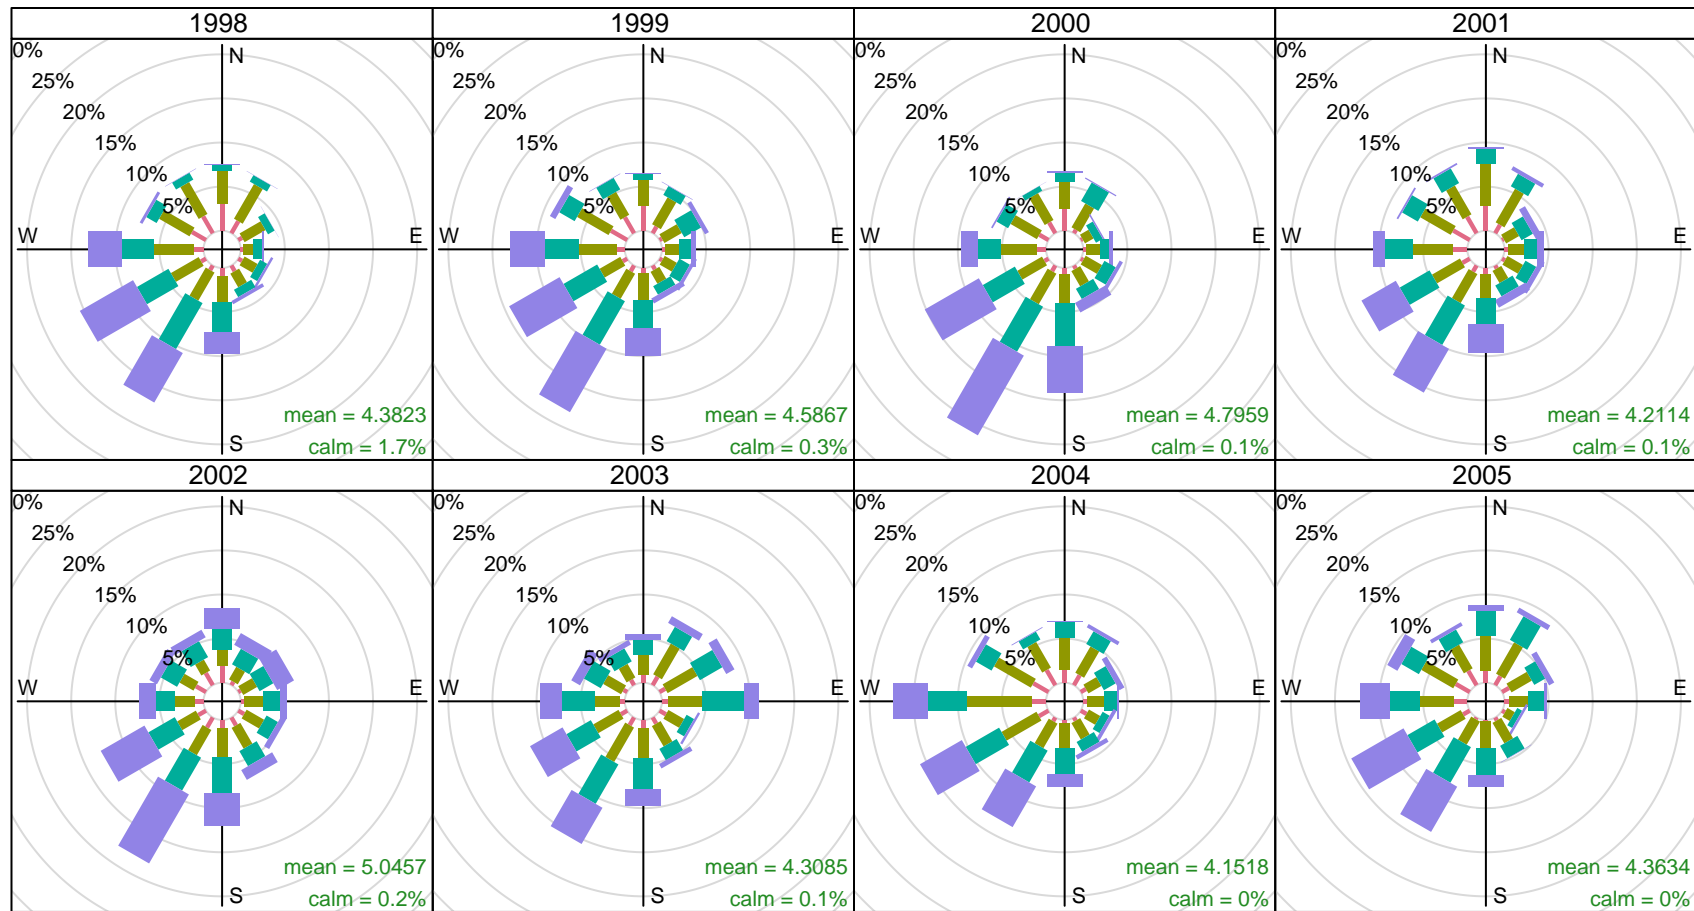 1998
0%
25%
20%
15%
10%
5%
N
W
E
S
mean = 4.3823
calm = 1.7%
1999
0%
25%
20%
15%
10%
5%
N
W
E
S
mean = 4.5867
calm = 0.3%
2000
0%
25%
20%
15%
10%
5%
N
W
E
S
mean = 4.7959
calm = 0.1%
2001
0%
25%
20%
15%
10%
5%
N
W
E
S
mean = 4.2114
calm = 0.1%
2002
0%
25%
20%
15%
10%
5%
N
W
E
S
mean = 5.0457
calm = 0.2%
2003
0%
25%
20%
15%
10%
5%
N
W
E
S
mean = 4.3085
calm = 0.1%
2004
0%
25%
20%
15%
10%
5%
N
W
E
S
mean = 4.1518
calm = 0%
2005
0%
25%
20%
15%
10%
5%
N
W
E
S
mean = 4.3634
calm = 0%